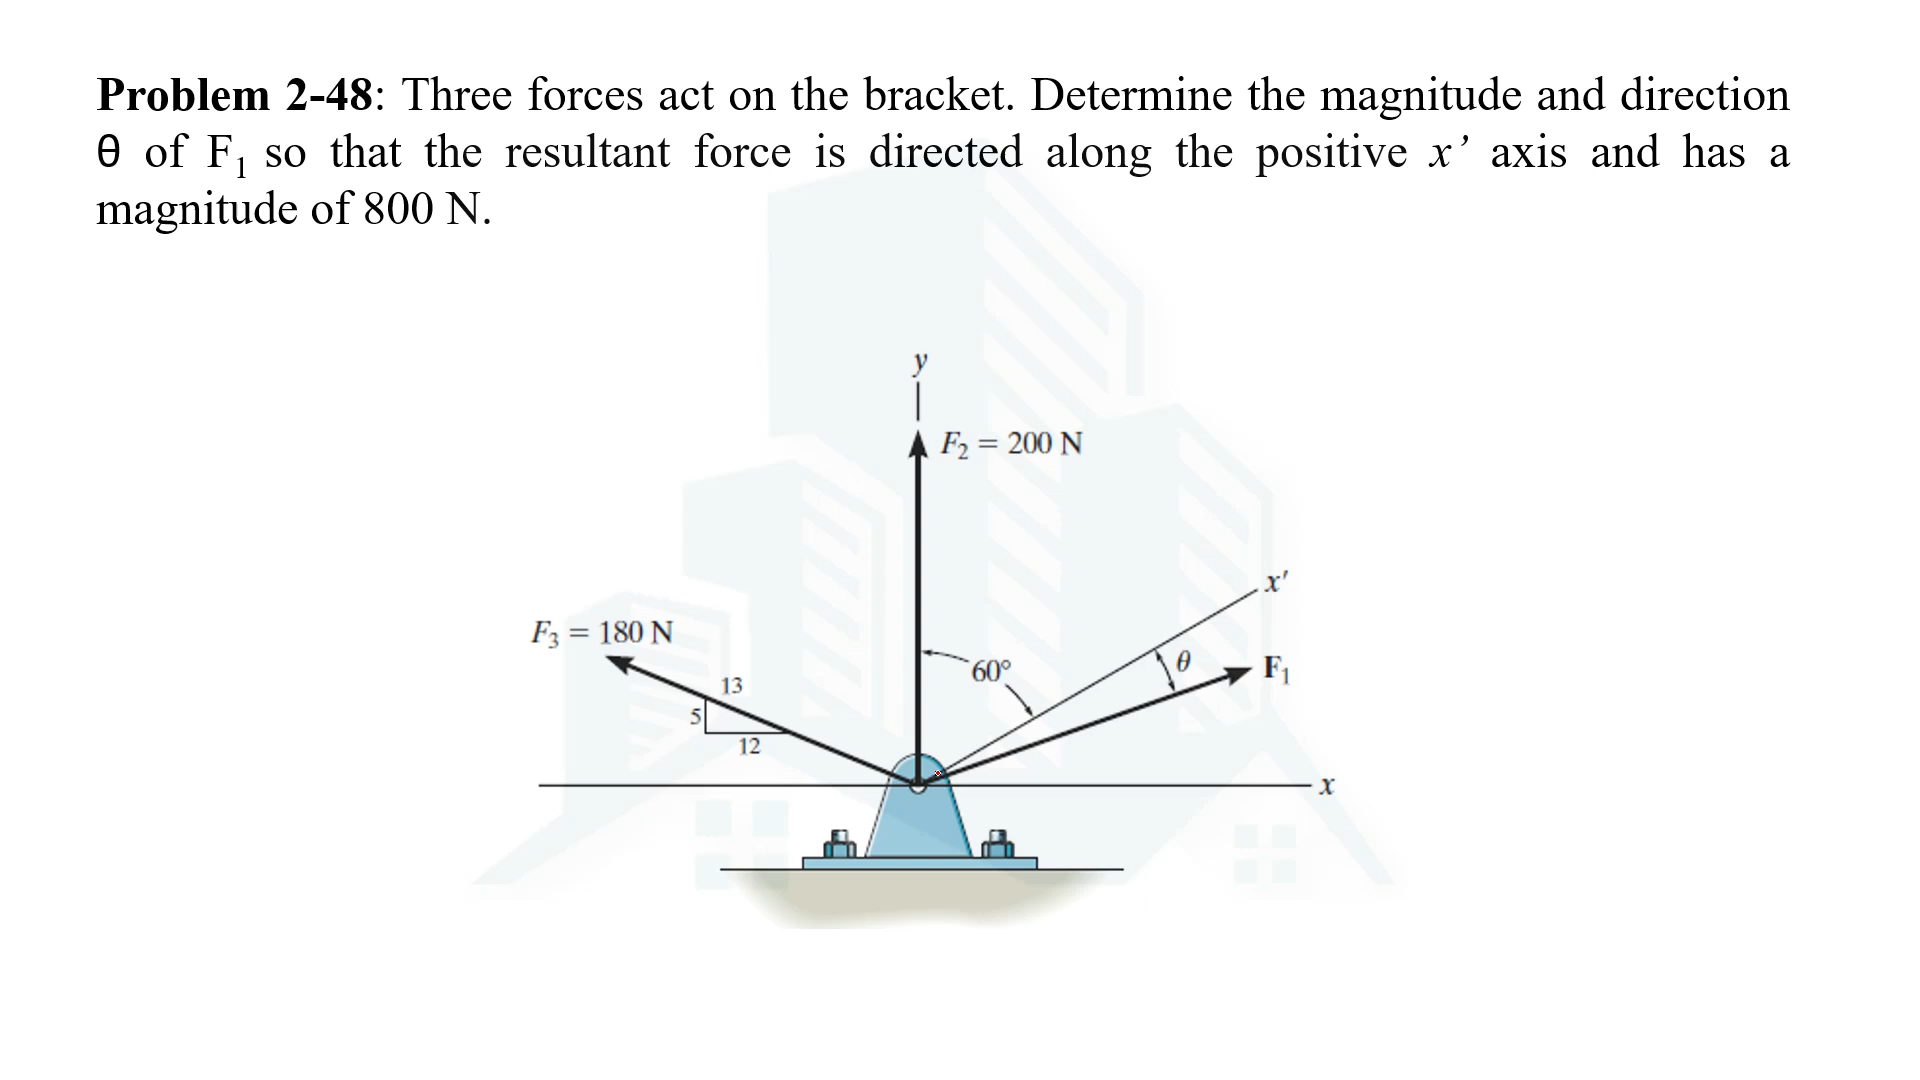 Problem 2-48: Three forces act on the bracket. Determine the magnitude and direction
θ of F₁ so that the resultant force is directed along the positive x’ axis and has a
magnitude of 800 N.
y
F₂ = 200 N
x′
F₃ = 180 N
60°
θ
F₁
13
5
12
x